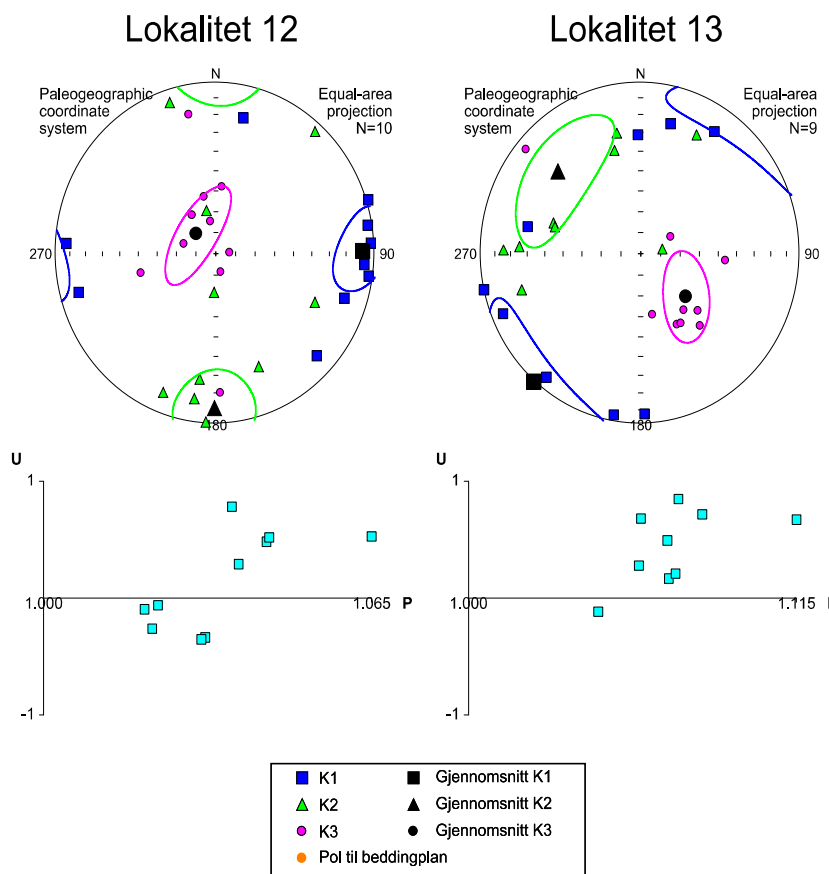 Lokalitet 12
Lokalitet 13
N
Paleogeographic
coordinate
system
Equal-area
projection
N=10
270
90
180
N
Paleogeographic
coordinate
system
Equal-area
projection
N=9
270
90
180
U
1
1.000
1.065
P
-1
U
1
1.000
1.115
-1
K1
K2
K3
Pol til beddingplan
Gjennomsnitt K1
Gjennomsnitt K2
Gjennomsnitt K3